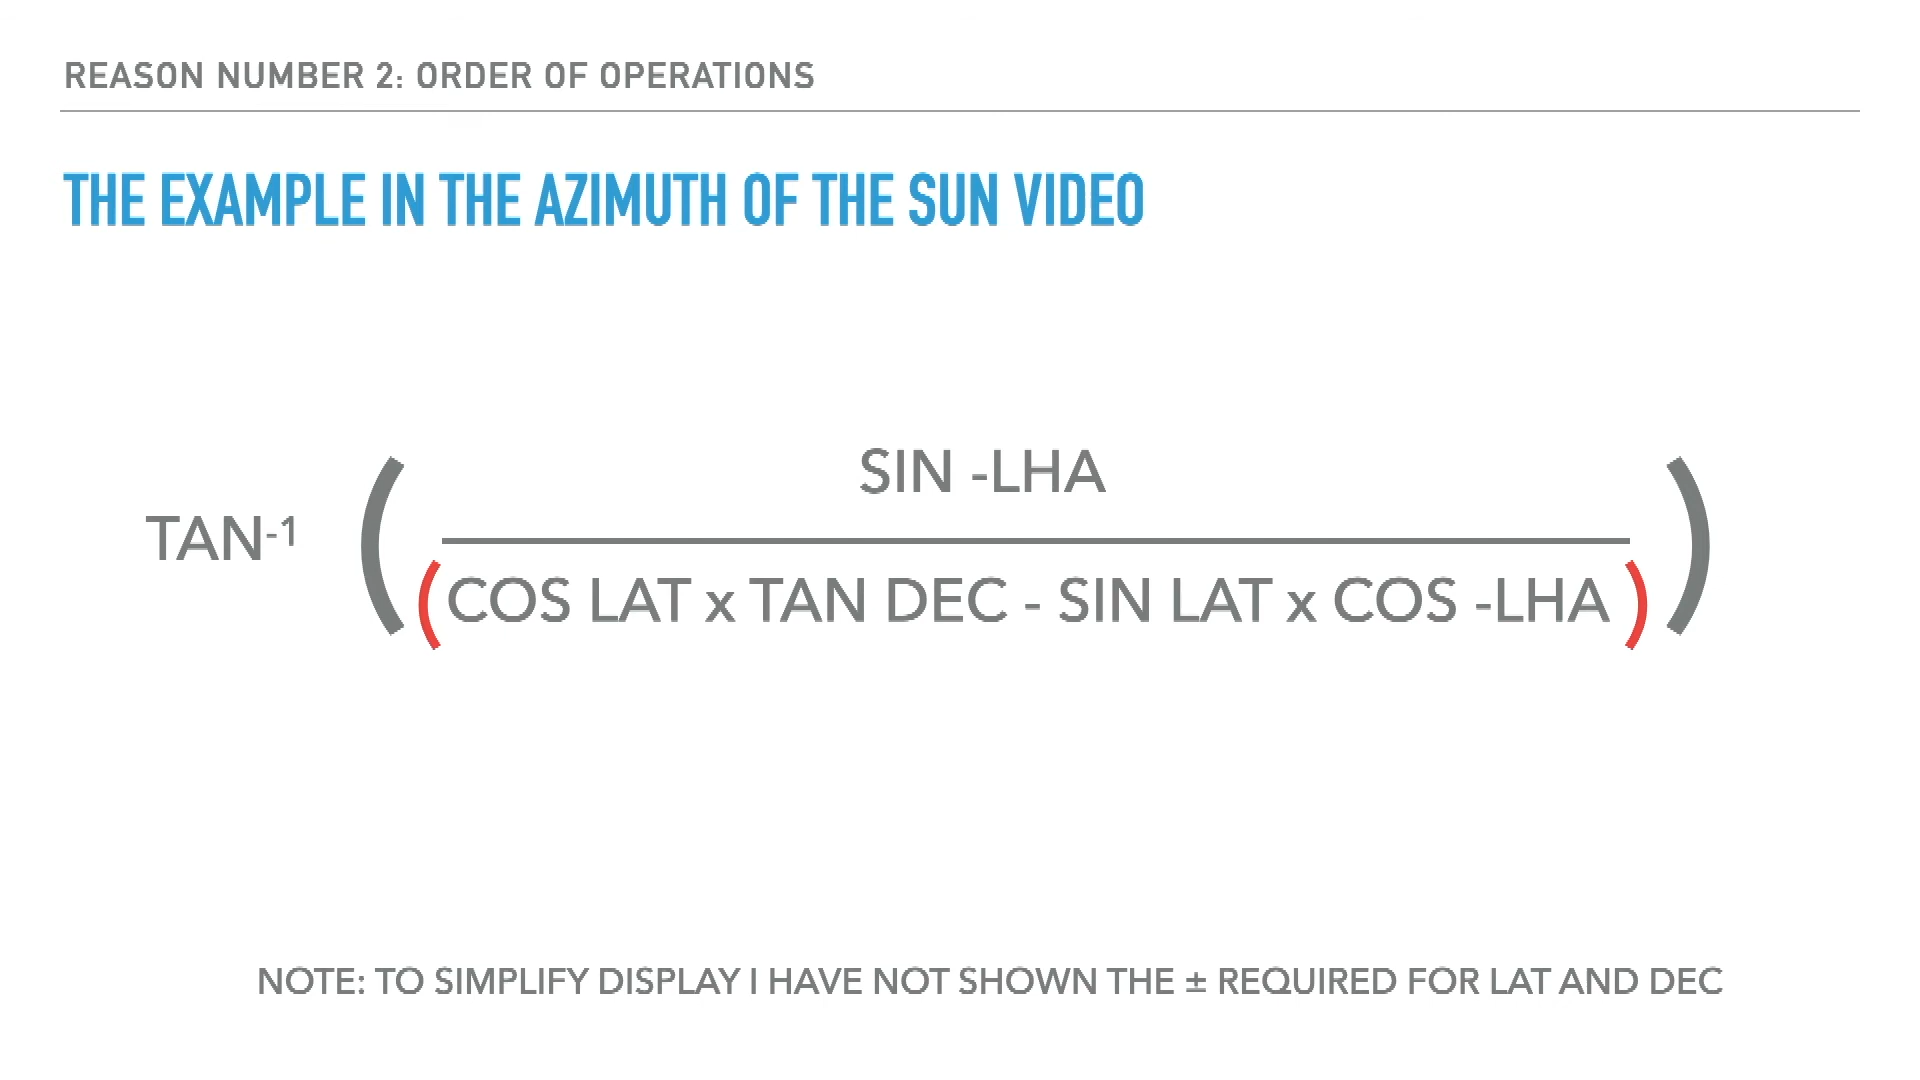 REASON NUMBER 2: ORDER OF OPERATIONS
THE EXAMPLE IN THE AZIMUTH OF THE SUN VIDEO
SIN -LHA
TAN-1
(COS LAT x TAN DEC - SIN LAT x COS -LHA)
NOTE: TO SIMPLIFY DISPLAY I HAVE NOT SHOWN THE ± REQUIRED FOR LAT AND DEC